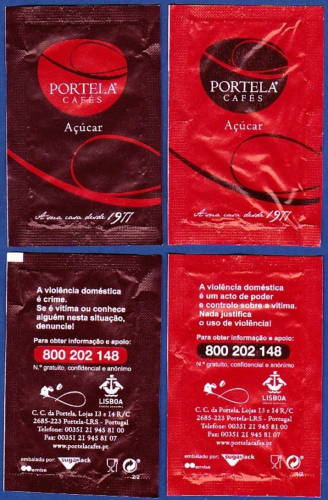 PORTELA
CAFÉS
Açúcar
A sua casa desde 1977
PORTELA
CAFÉS
Açúcar
A sua casa desde 1977
A violência doméstica
é crime.
Se é vítima ou conhece
alguém nesta situação,
denuncie!
Para obter informação e apoio:
800 202 148
N.º gratuito, confidencial e anónimo
LISBOA
C. C. da Portela, Lojas 13 e 14 R/C
2685-223 Portela-LRS - Portugal
Telefone: 00351 21 945 81 00
Fax: 00351 21 945 81 07
www.portelacafes.pt
embalado por: sugarpack
2/2
A violência doméstica
é um acto de poder
e controlo sobre a vítima.
Nada justifica
o uso de violência!
Para obter informação e apoio:
800 202 148
N.º gratuito, confidencial e anónimo
LISBOA
C. C. da Portela, Lojas 13 e 14 R/C
2685-223 Portela-LRS - Portugal
Telefone: 00351 21 945 81 00
Fax: 00351 21 945 81 07
www.portelacafes.pt
embalado por: sugarpack
2/2